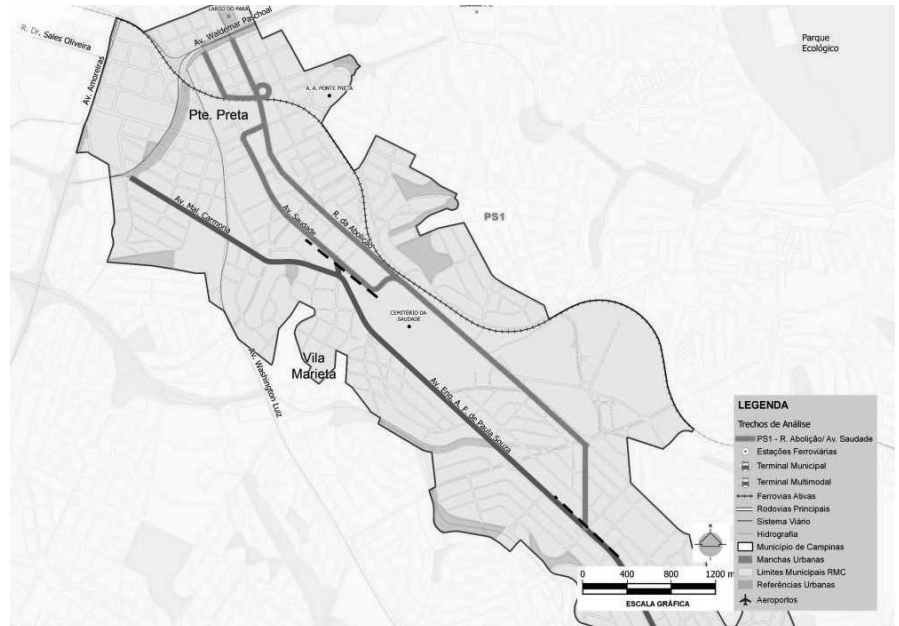 LARGO DO PARÁ
Av. Waldemar Paschoal
R. Dr. Sales Oliveira
Av. Amoreiras
Parque
Ecológico
A. A. PONTE PRETA
Pte. Preta
PS1
Av. Mal. Carmona
Av. Saudade
R. da Abolição
CEMITÉRIO DA
SAUDADE
Vila
Marieta
Av. Washington Luiz
Av. Eng. A. F. de Paula Souza
LEGENDA
Trechos de Análise
PS1 - R. Abolição/ Av. Saudade
Estações Ferroviárias
Terminal Municipal
Terminal Multimodal
Ferrovias Ativas
Rodovias Principais
Sistema Viário
Hidrografia
Município de Campinas
Manchas Urbanas
Limites Municipais RMC
Referências Urbanas
Aeroportos
0 400 800 1200 m
ESCALA GRÁFICA